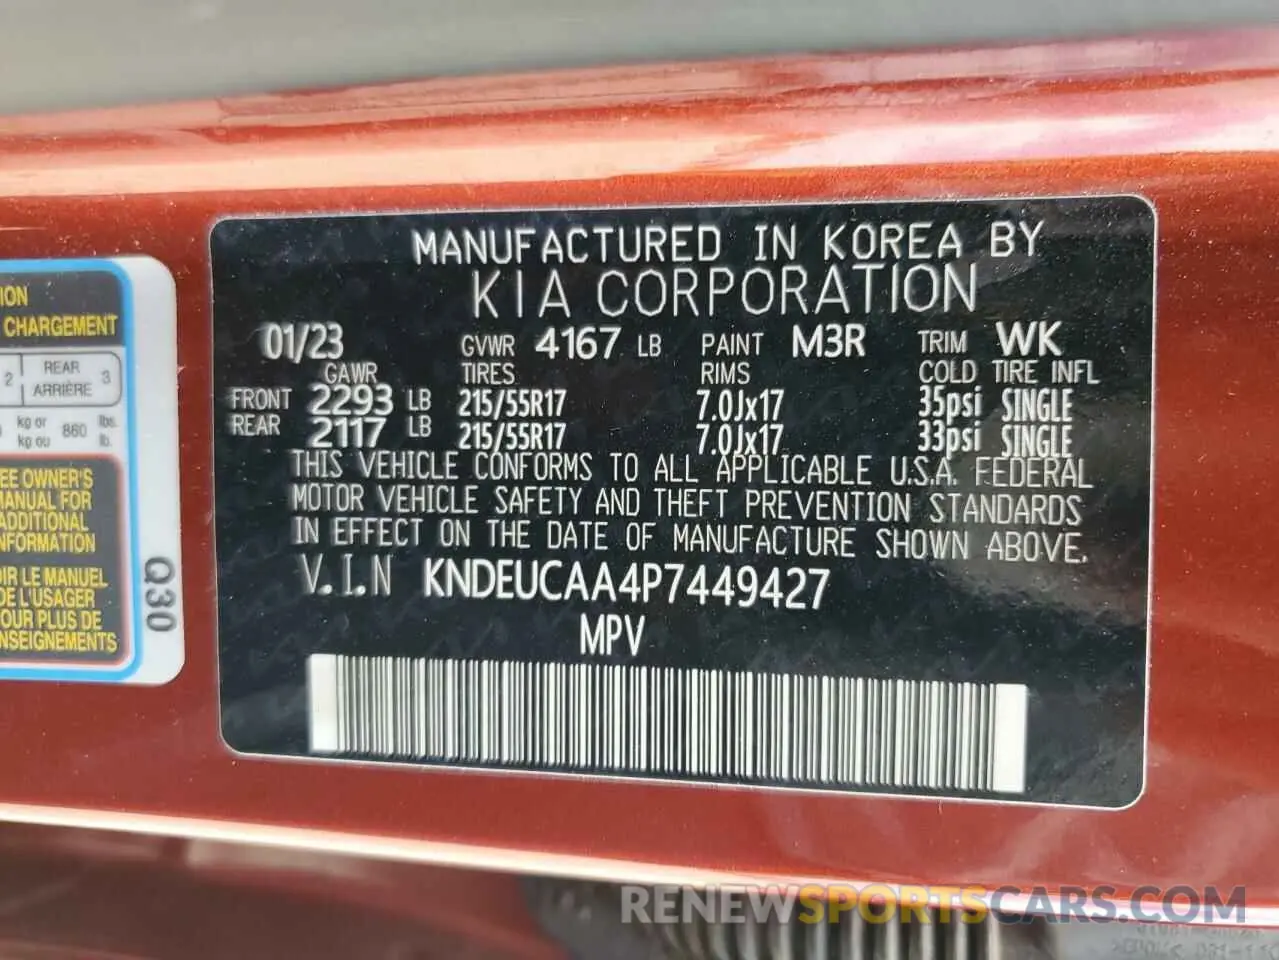 MANUFACTURED IN KOREA BY
KIA CORPORATION
01/23 GVWR 4167 LB PAINT M3R TRIM WK
GAWR TIRES RIMS COLD TIRE INFL
FRONT 2293 LB 215/55R17 7.0Jx17 35psi SINGLE
REAR 2117 LB 215/55R17 7.0Jx17 33psi SINGLE
THIS VEHICLE CONFORMS TO ALL APPLICABLE U.S.A. FEDERAL
MOTOR VEHICLE SAFETY AND THEFT PREVENTION STANDARDS
IN EFFECT ON THE DATE OF MANUFACTURE SHOWN ABOVE.
V.I.N KNDEUCAA4P7449427
MPV
ION
CHARGEMENT
2 REAR 3
ARRIÈRE
kg or 860 lbs.
kg ou lb.
EE OWNER'S
MANUAL FOR
ADDITIONAL
NFORMATION
OIR LE MANUEL
DE L'USAGER
OUR PLUS DE
NSEIGNEMENTS
Q30
RENEWSPORTSCARS.COM